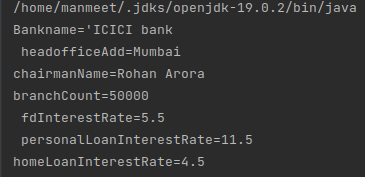 /home/manmeet/.jdks/openjdk-19.0.2/bin/java
Bankname='ICICI bank
 headofficeAdd=Mumbai
chairmanName=Rohan Arora
branchCount=50000
 fdInterestRate=5.5
 personalLoanInterestRate=11.5
homeLoanInterestRate=4.5